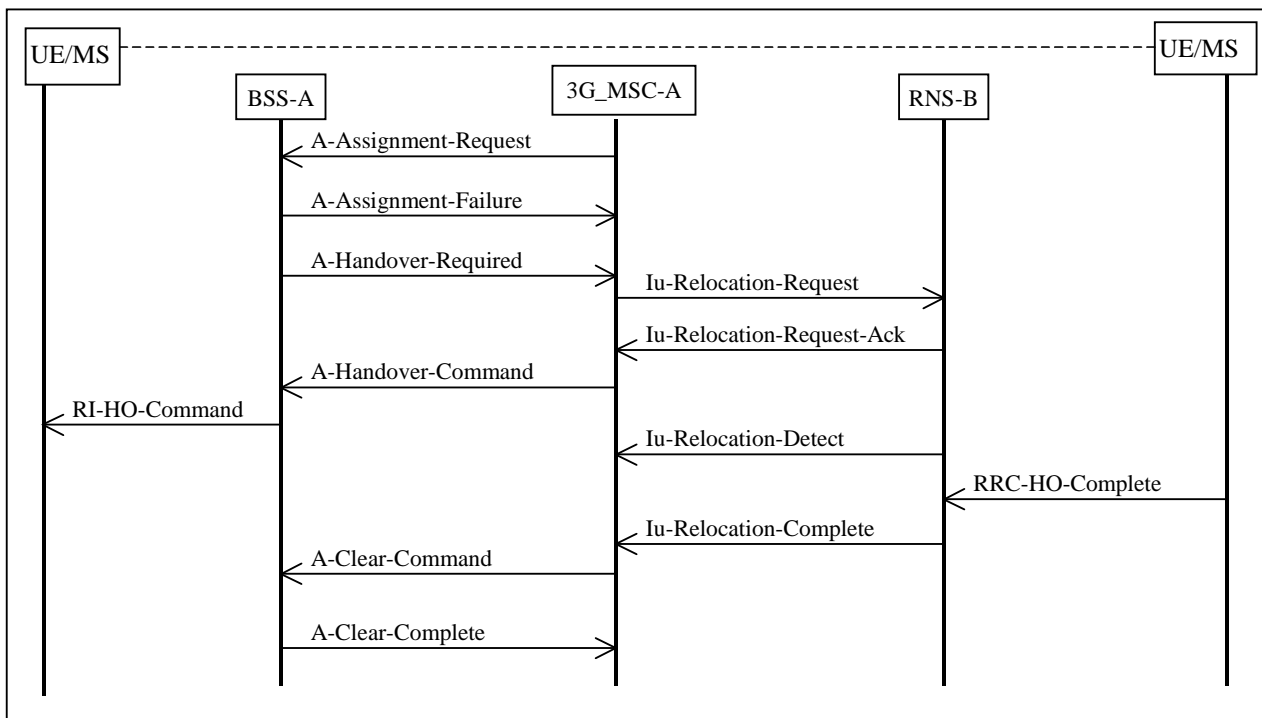 UE/MS
UE/MS
BSS-A
3G_MSC-A
RNS-B
A-Assignment-Request
A-Assignment-Failure
A-Handover-Required
Iu-Relocation-Request
Iu-Relocation-Request-Ack
A-Handover-Command
RI-HO-Command
Iu-Relocation-Detect
RRC-HO-Complete
Iu-Relocation-Complete
A-Clear-Command
A-Clear-Complete